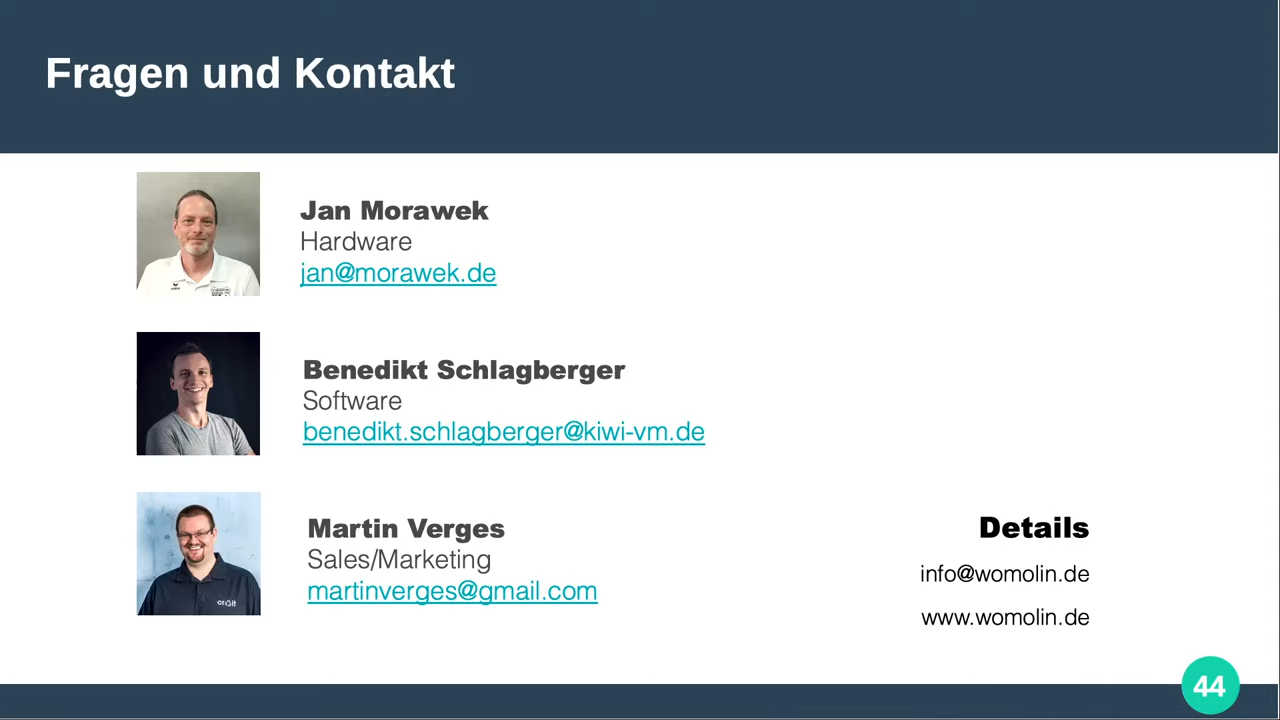 Fragen und Kontakt
Jan Morawek
Hardware
jan@morawek.de
Benedikt Schlagberger
Software
benedikt.schlagberger@kiwi-vm.de
Martin Verges
Sales/Marketing
martinverges@gmail.com
Details
info@womolin.de
www.womolin.de
44